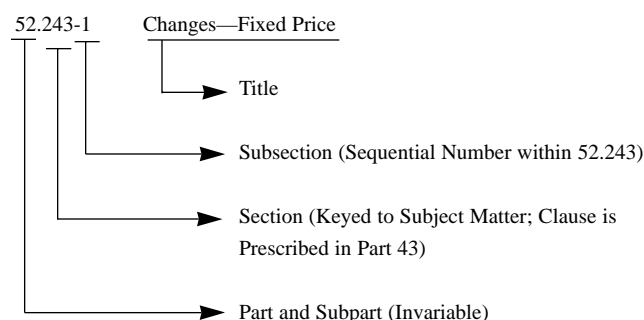 52.243-1 Changes—Fixed Price
Title
Subsection (Sequential Number within 52.243)
Section (Keyed to Subject Matter; Clause is
Prescribed in Part 43)
Part and Subpart (Invariable)